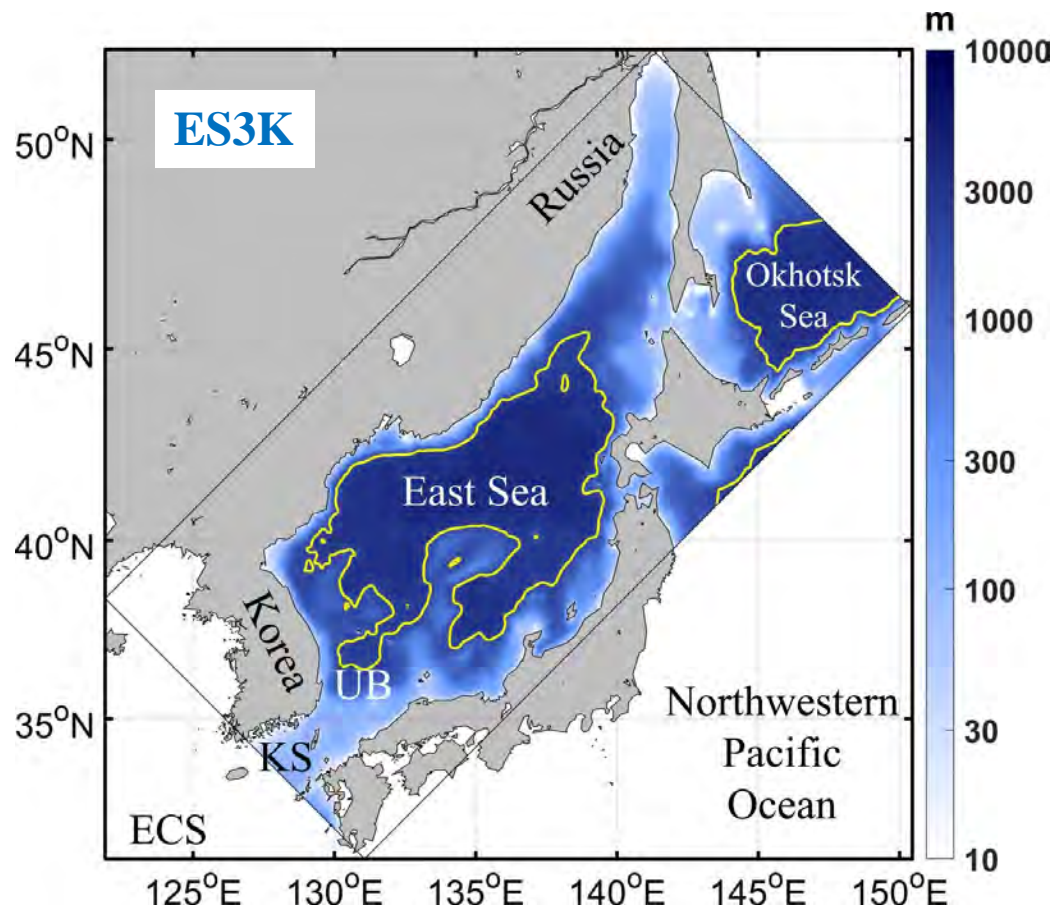 m
ES3K
10000
3000
1000
300
100
30
10
50°N
45°N
40°N
35°N
Russia
Okhotsk
Sea
East Sea
Korea
UB
KS
ECS
Northwestern
Pacific
Ocean
125°E
130°E
135°E
140°E
145°E
150°E